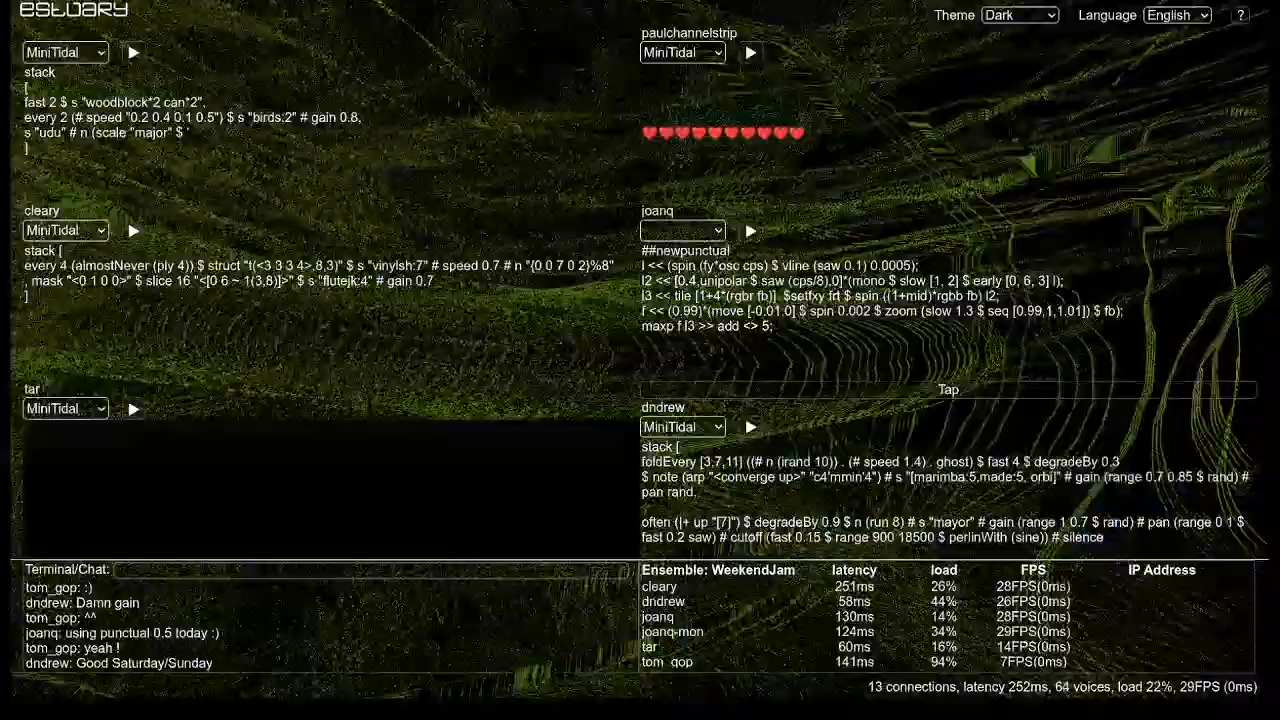 estuary
Theme Dark Language English ?
MiniTidal
stack
[
fast 2 $ s "woodblock*2 can*2",
every 2 (# speed "0.2 0.4 0.1 0.5") $ s "birds:2" # gain 0.8,
s "udu" # n (scale "major" $ '
]
paulchannelstrip
MiniTidal
cleary
MiniTidal
stack [
every 4 (almostNever (ply 4)) $ struct "t(<3 3 3 4>,8,3)" $ s "vinylsh:7" # speed 0.7 # n "{0 0 7 0 2}%8"
, mask "<0 1 0 0>" $ slice 16 "<[0 6 ~ 1(3,8)]>" $ s "flutejk:4" # gain 0.7
]
joanq
##newpunctual
l << (spin (fy*osc cps) $ vline (saw 0.1) 0.0005);
l2 << [0.4,unipolar $ saw (cps/8),0]*(mono $ slow [1, 2] $ early [0, 6, 3] l);
l3 << tile [1+4*(rgbr fb)] $setfxy frt $ spin ((1+mid)*rgbb fb) l2;
f << (0.99)*(move [-0.01,0] $ spin 0.002 $ zoom (slow 1.3 $ seq [0.99,1,1.01]) $ fb);
maxp f l3 >> add <> 5;
tar
MiniTidal
Tap
dndrew
MiniTidal
stack [
foldEvery [3,7,11] ((# n (irand 10)) . (# speed 1.4) . ghost) $ fast 4 $ degradeBy 0.3
$ note (arp "<converge up>" "c4'mmin'4") # s "[marimba:5,made:5, orbi]" # gain (range 0.7 0.85 $ rand) #
pan rand,
often (|+ up "[7]") $ degradeBy 0.9 $ n (run 8) # s "mayor" # gain (range 1 0.7 $ rand) # pan (range 0 1 $
fast 0.2 saw) # cutoff (fast 0.15 $ range 900 18500 $ perlinWith (sine)) # silence
Terminal/Chat:
tom_gop: :)
dndrew: Damn gain
tom_gop: ^^
joanq: using punctual 0.5 today :)
tom_gop: yeah !
dndrew: Good Saturday/Sunday
Ensemble: WeekendJam latency load FPS IP Address
cleary 251ms 26% 28FPS(0ms)
dndrew 58ms 44% 26FPS(0ms)
joanq 130ms 14% 28FPS(0ms)
joanq-mon 124ms 34% 29FPS(0ms)
tar 60ms 16% 14FPS(0ms)
tom_gop 141ms 94% 7FPS(0ms)
13 connections, latency 252ms, 64 voices, load 22%, 29FPS (0ms)